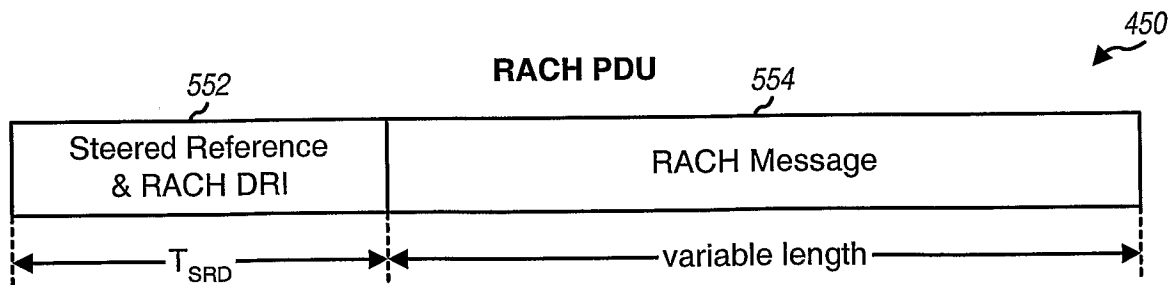 450
RACH PDU
552
554
Steered Reference
& RACH DRI
RACH Message
T_SRD
variable length